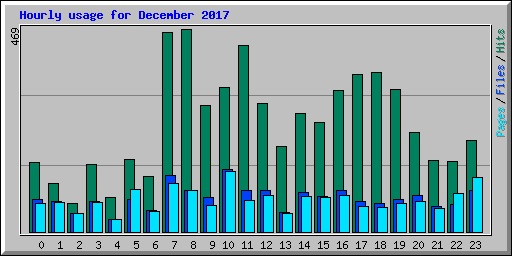 Hourly usage for December 2017
469
Pages / Files / Hits
0 1 2 3 4 5 6 7 8 9 10 11 12 13 14 15 16 17 18 19 20 21 22 23